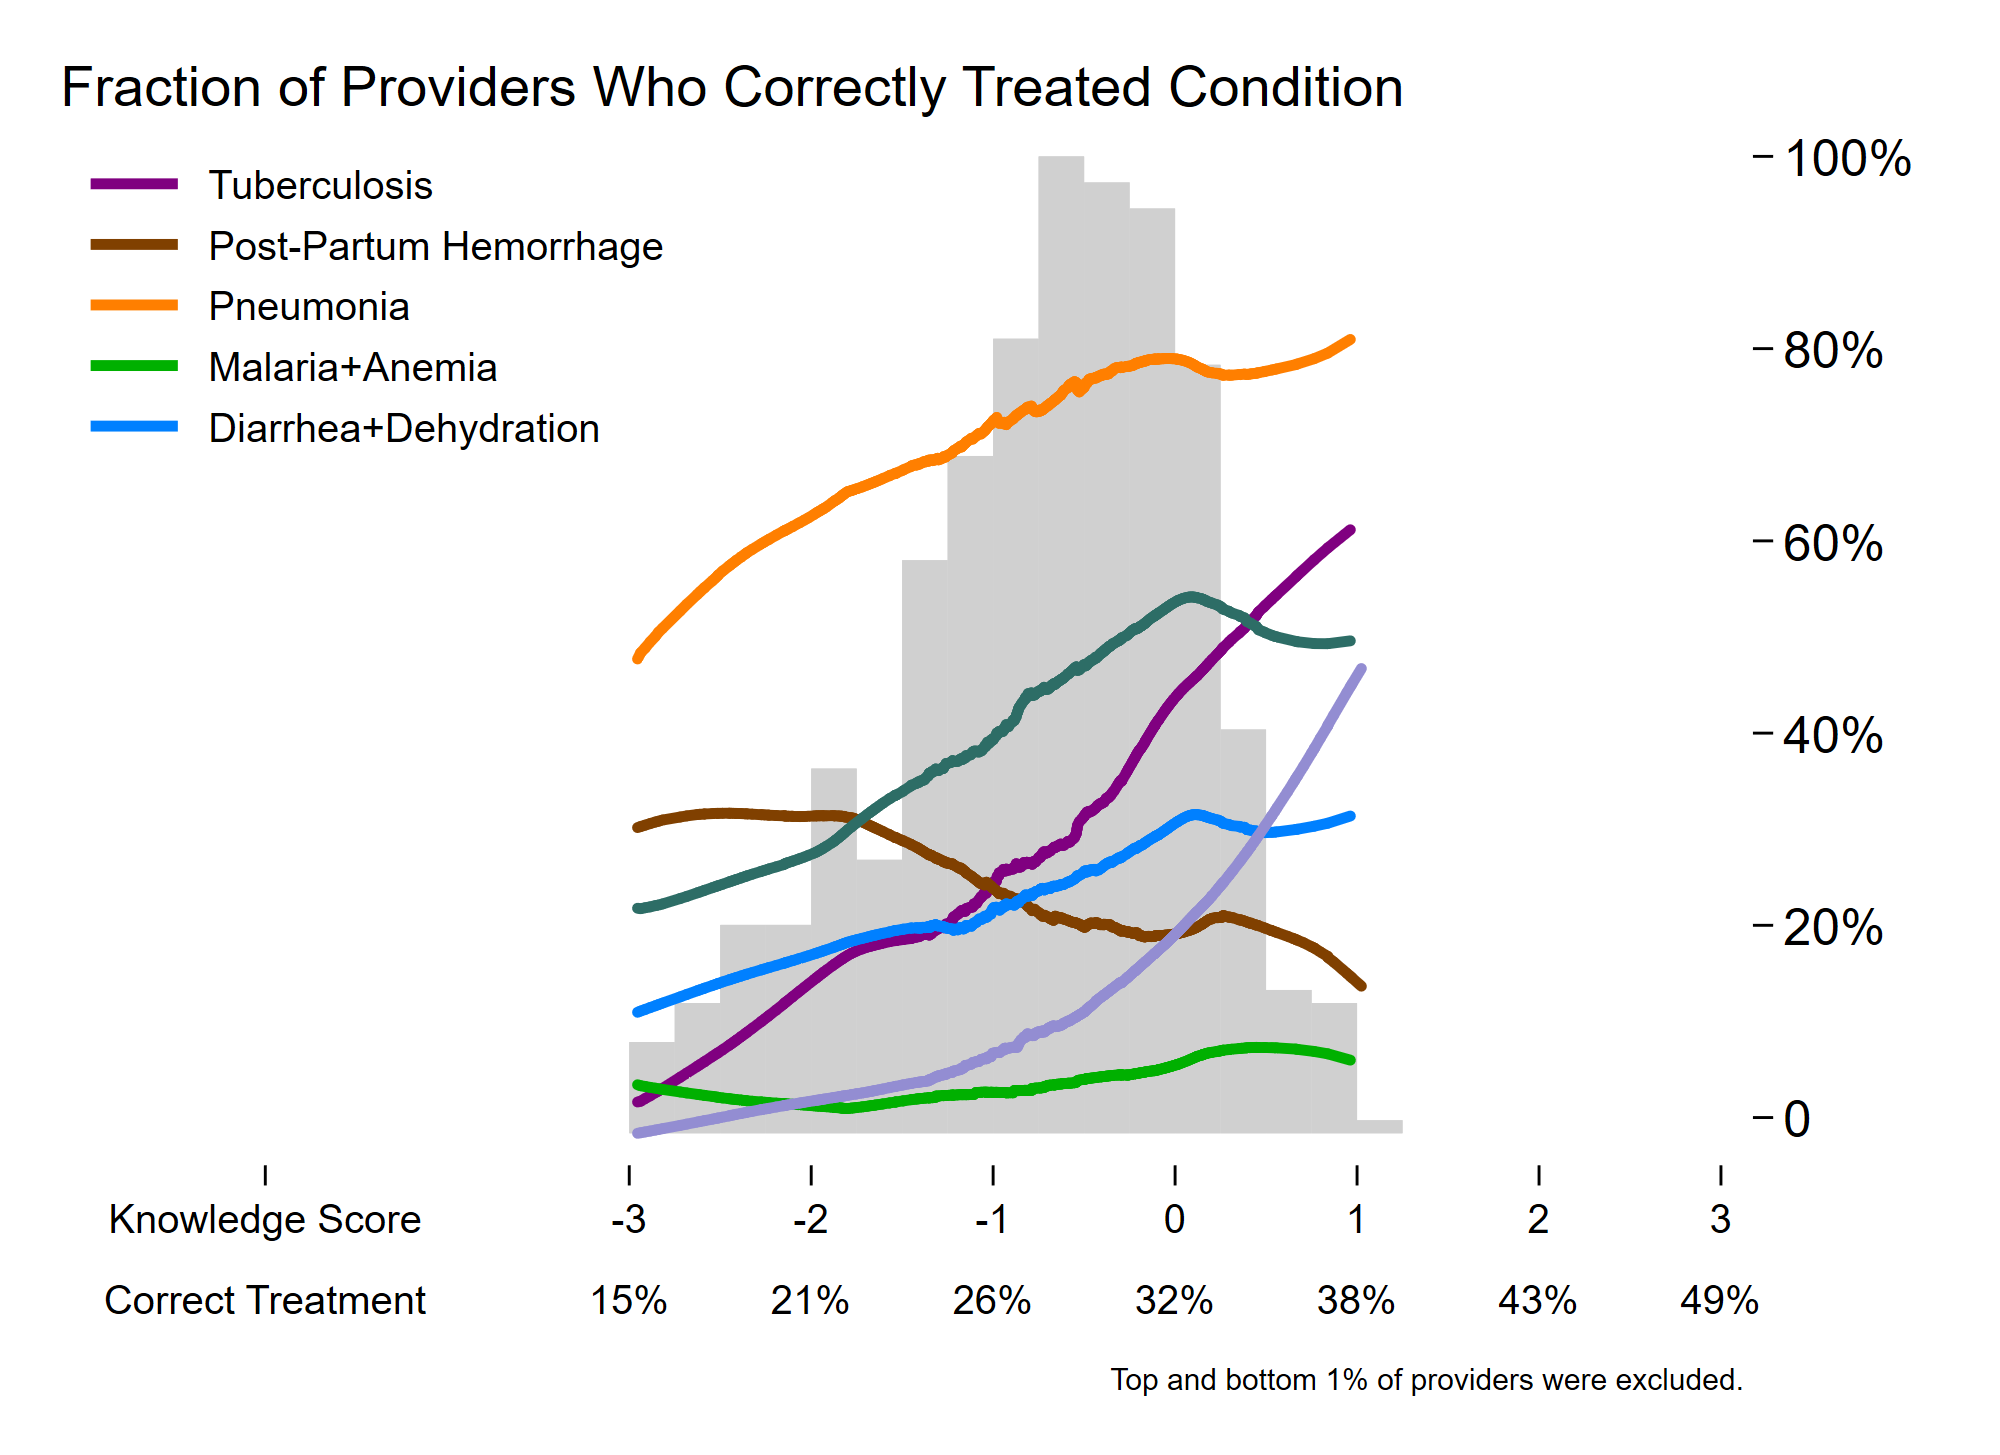 Fraction of Providers Who Correctly Treated Condition
Tuberculosis
Post-Partum Hemorrhage
Pneumonia
Malaria+Anemia
Diarrhea+Dehydration
100%
80%
60%
40%
20%
0
Knowledge Score -3 -2 -1 0 1 2 3
Correct Treatment 15% 21% 26% 32% 38% 43% 49%
Top and bottom 1% of providers were excluded.